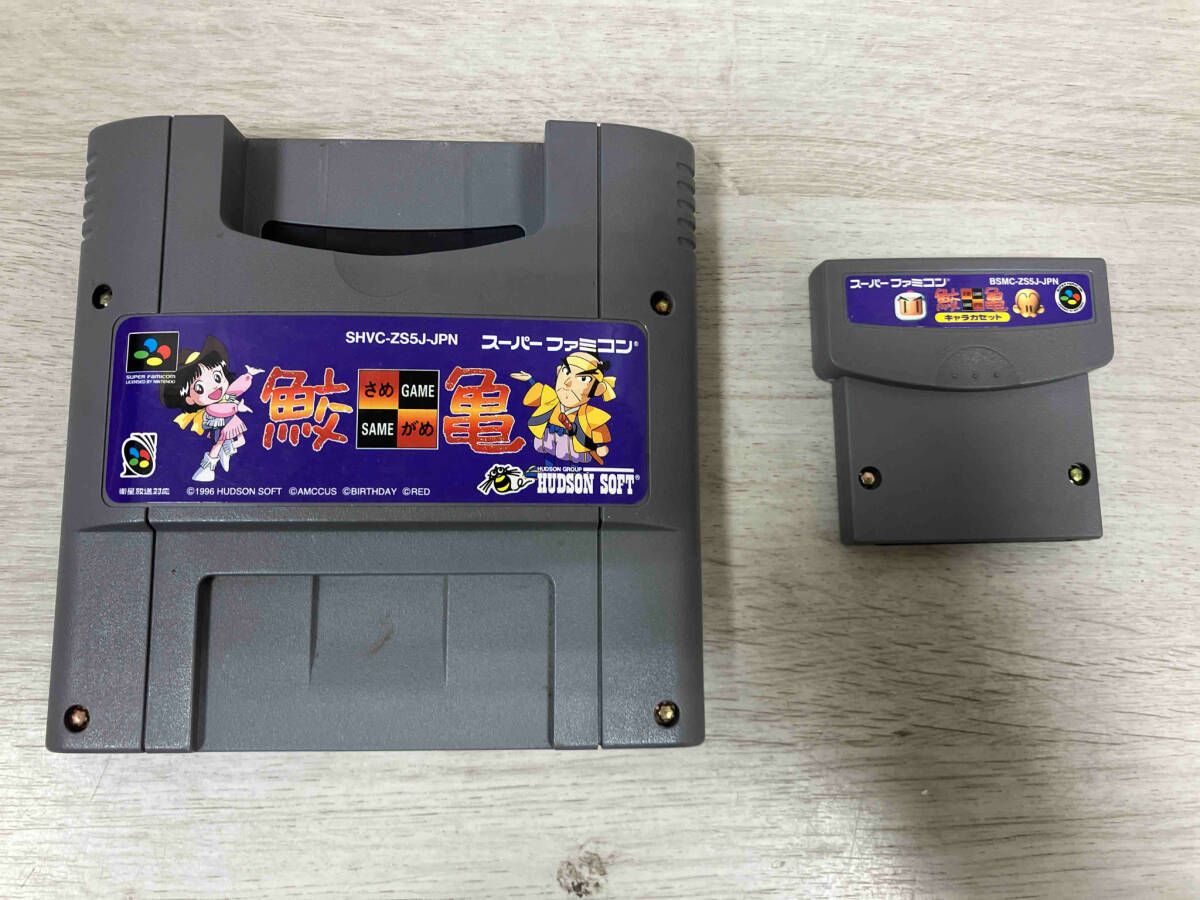 SHVC-ZS5J-JPN スーパーファミコン®
SUPER FAMICOM
LICENSED BY NINTENDO
鮫 さめ GAME 亀
SAME がめ
HUDSON GROUP
HUDSON SOFT®
衛星放送対応 ©1996 HUDSON SOFT ©AMCCUS ©BIRTHDAY ©RED
スーパーファミコン BSMC-ZS5J-JPN
鮫亀
キャラカセット